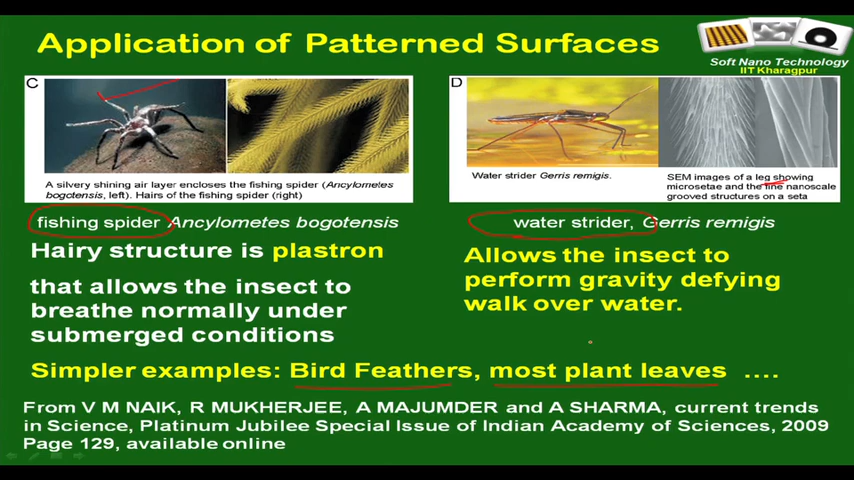 Application of Patterned Surfaces
Soft Nano Technology
IIT Kharagpur
C
A silvery shining air layer encloses the fishing spider (Ancylometes
bogctensis, left). Hairs of the fishing spider (right)
D
Water strider Gerris remigis.
SEM images of a leg showing
microsetae and the fine nanoscale
grooved structures on a seta
fishing spider Ancylometes bogotensis
Hairy structure is plastron
that allows the insect to
breathe normally under
submerged conditions
water strider, Gerris remigis
Allows the insect to
perform gravity defying
walk over water.
Simpler examples: Bird Feathers, most plant leaves ....
From V M NAIK, R MUKHERJEE, A MAJUMDER and A SHARMA, current trends
in Science, Platinum Jubilee Special Issue of Indian Academy of Sciences, 2009
Page 129, available online